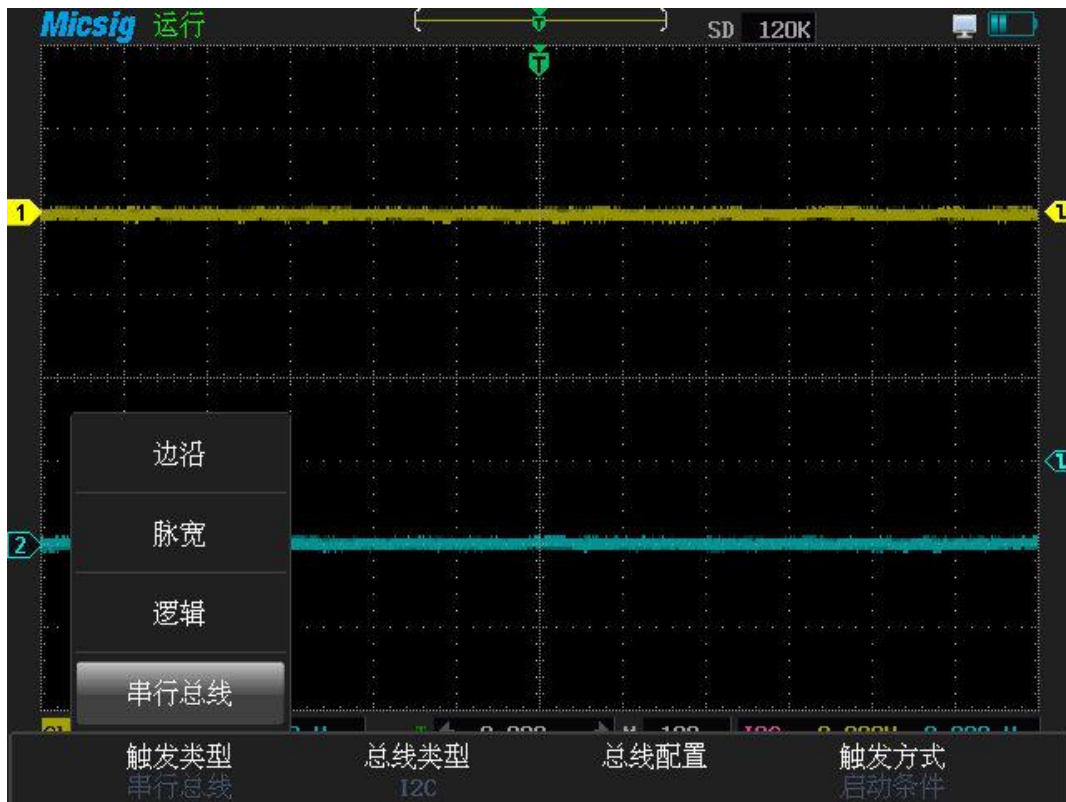 Micsig 运行 SD 120K
T
T
1
2
边沿
脉宽
逻辑
串行总线
触发类型 总线类型 总线配置 触发方式
串行总线 I2C 启动条件